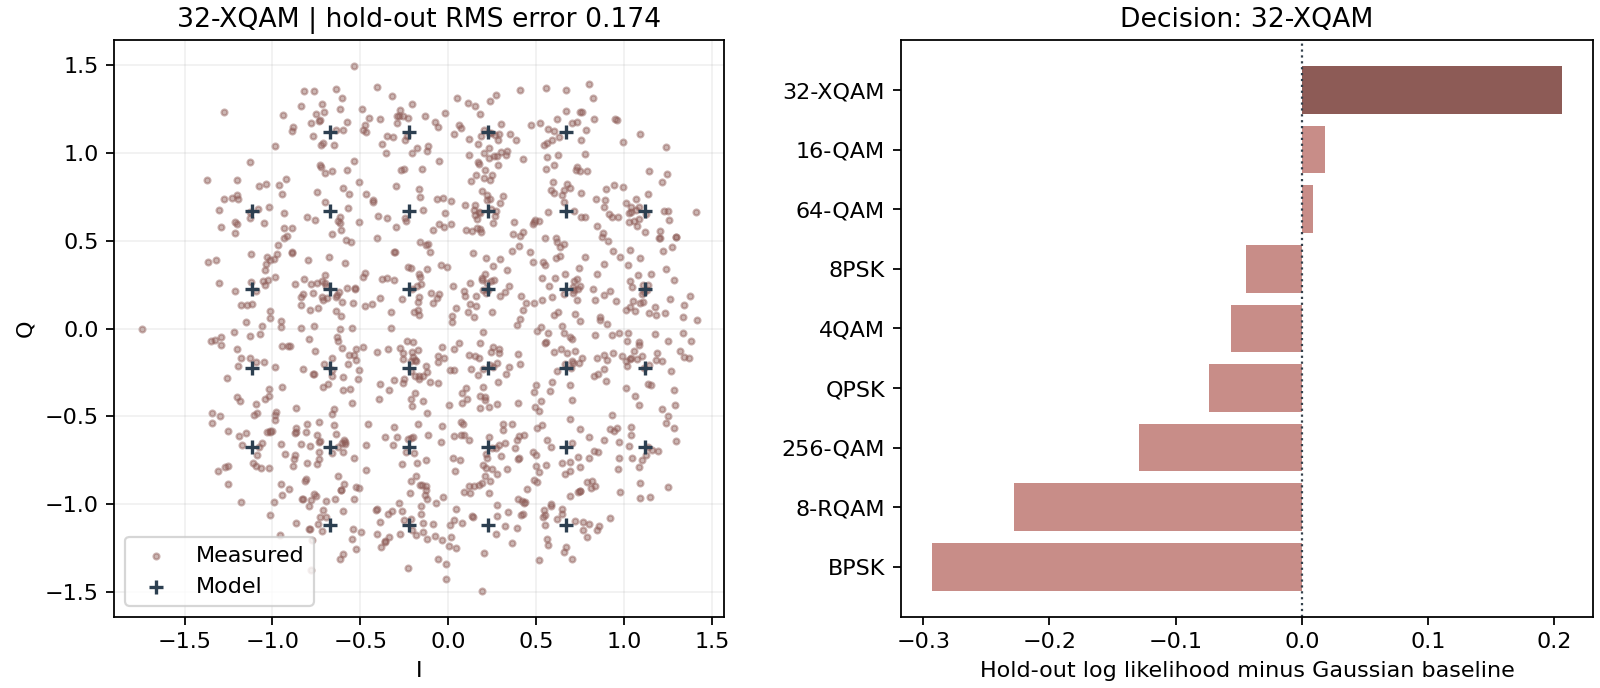 32-XQAM | hold-out RMS error 0.174
1.5
1.0
0.5
0.0
−0.5
−1.0
−1.5
Q
Measured
Model
−1.5
−1.0
−0.5
0.0
0.5
1.0
1.5
I
Decision: 32-XQAM
32-XQAM
16-QAM
64-QAM
8PSK
4QAM
QPSK
256-QAM
8-RQAM
BPSK
−0.3
−0.2
−0.1
0.0
0.1
0.2
Hold-out log likelihood minus Gaussian baseline